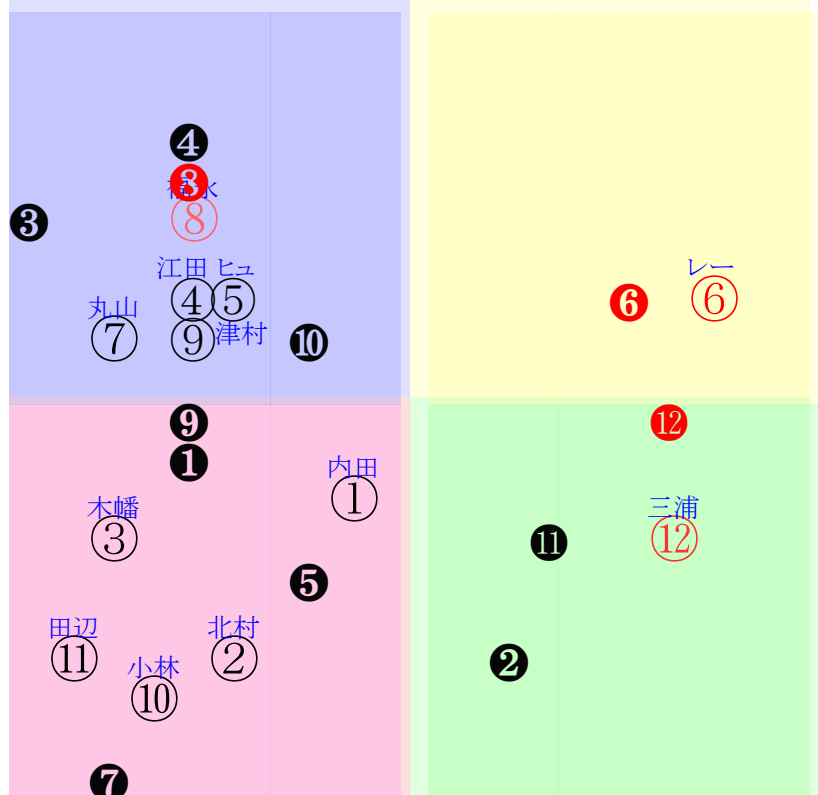 ❹
❽
❸
⑧
江田 ヒュ
レー
④ ⑤
❻ ⑥
丸山
⑦ ⑨ 津村 ❿
❾
⓬
❶
内田
①
木幡
三浦
③
⓫ ⑫
❺
田辺
北村
⑪
小林
②
❷
⑩
❼